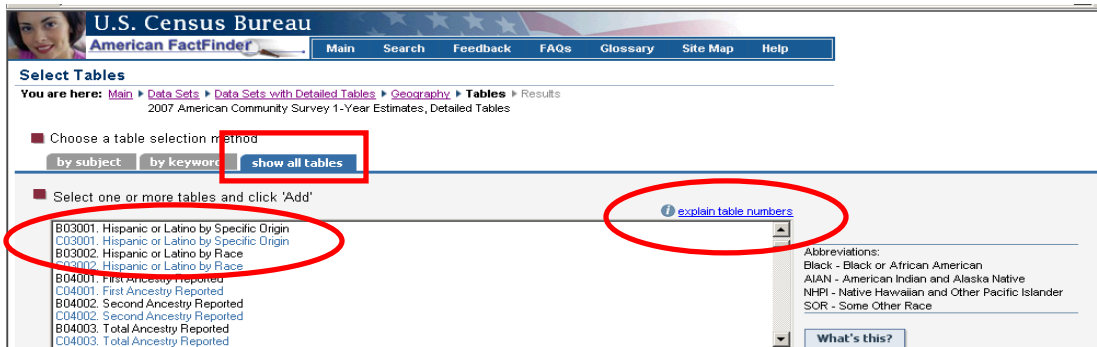 U.S. Census Bureau
American FactFinder
Main Search Feedback FAQs Glossary Site Map Help
Select Tables
You are here: Main ▶ Data Sets ▶ Data Sets with Detailed Tables ▶ Geography ▶ Tables ▶ Results
2007 American Community Survey 1-Year Estimates, Detailed Tables
Choose a table selection method
by subject by keyword show all tables
Select one or more tables and click 'Add'
explain table numbers
B03001. Hispanic or Latino by Specific Origin
C03001. Hispanic or Latino by Specific Origin
B03002. Hispanic or Latino by Race
C03002. Hispanic or Latino by Race
B04001. First Ancestry Reported
C04001. First Ancestry Reported
B04002. Second Ancestry Reported
C04002. Second Ancestry Reported
B04003. Total Ancestry Reported
C04003. Total Ancestry Reported
Abbreviations:
Black - Black or African American
AIAN - American Indian and Alaska Native
NHPI - Native Hawaiian and Other Pacific Islander
SOR - Some Other Race
What's this?